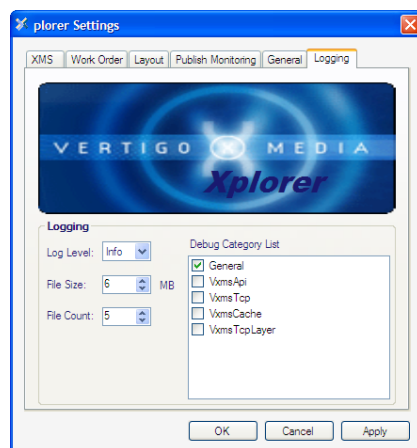 plorer Settings
XMS Work Order Layout Publish Monitoring General Logging
VERTIGO X MEDIA
Xplorer
Logging
Log Level: Info
File Size: 6 MB
File Count: 5
Debug Category List
General
VxmsApi
VxmsTcp
VxmsCache
VxmsTcpLayer
OK Cancel Apply